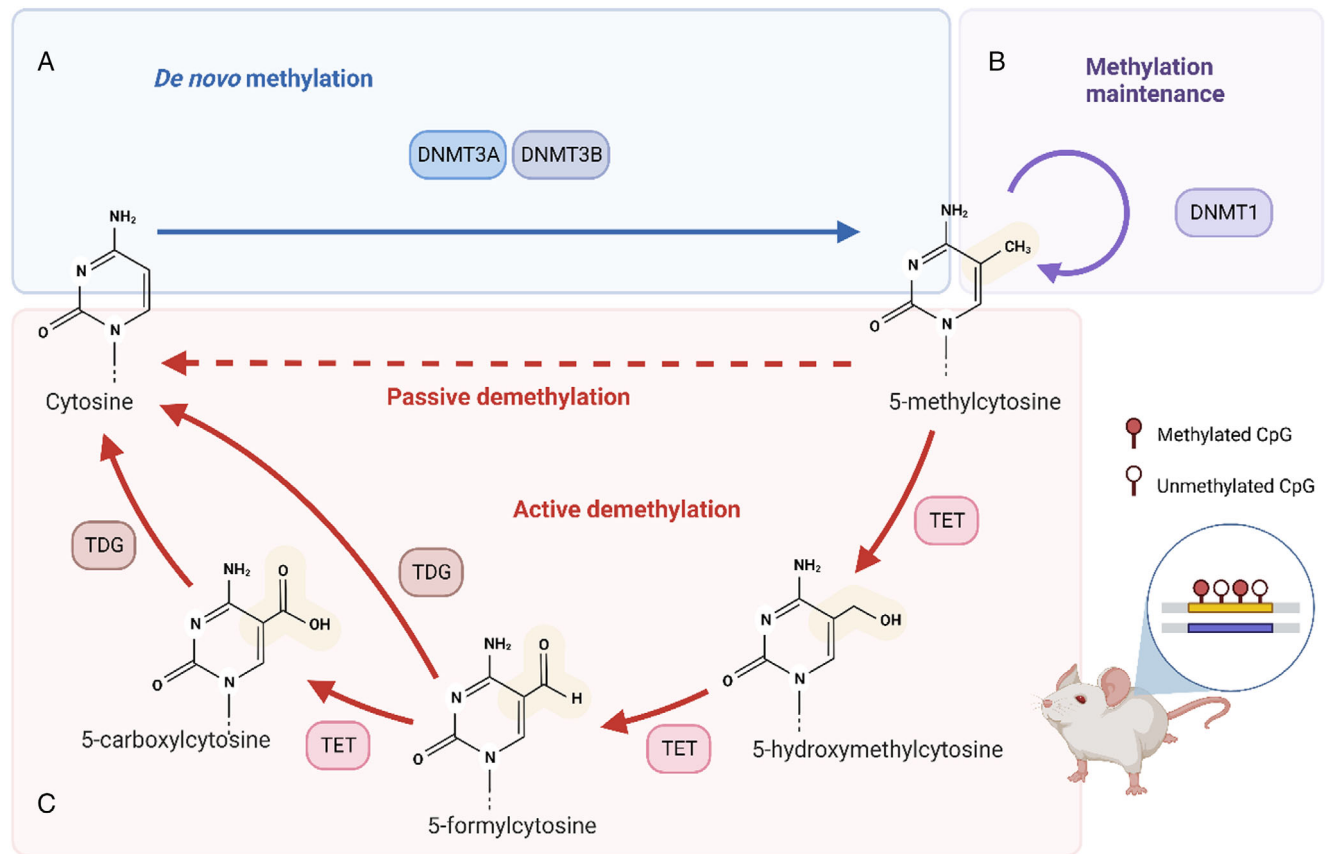 A
De novo methylation
DNMT3A
DNMT3B
B
Methylation
maintenance
DNMT1
NH₂
N
O
N
Cytosine
NH₂
CH₃
N
O
N
5-methylcytosine
Passive demethylation
Active demethylation
Methylated CpG
Unmethylated CpG
TET
TDG
TDG
NH₂
O
OH
N
O
N
5-carboxylcytosine
TET
NH₂
O
H
N
O
N
5-formylcytosine
TET
NH₂
OH
N
O
N
5-hydroxymethylcytosine
C